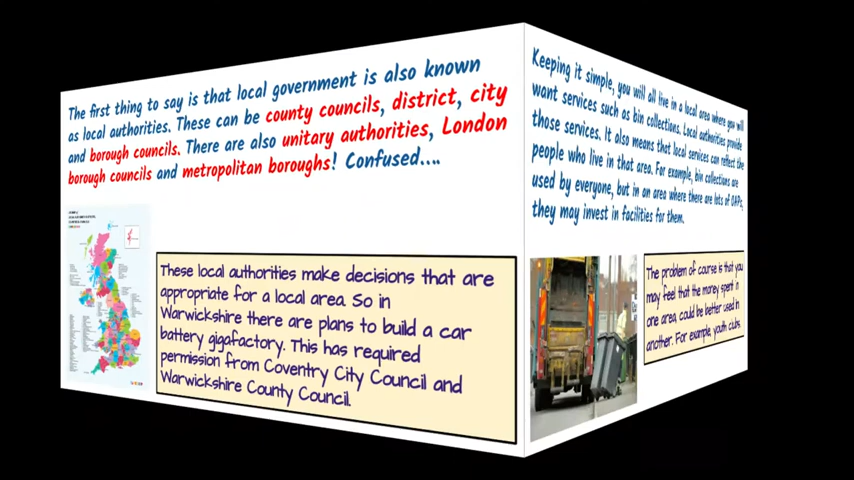 The first thing to say is that local government is also known
as local authorities. These can be county councils, district, city
and borough councils. There are also unitary authorities, London
borough councils and metropolitan boroughs! Confused....
These local authorities make decisions that are
appropriate for a local area. So in
Warwickshire there are plans to build a car
battery gigafactory. This has required
permission from Coventry City Council and
Warwickshire County Council.
Keeping it simple, you will all live in a local area where you will
want services such as bin collections. Local authorities provide
those services. It also means that local services can reflect the
people who live in that area. For example, bin collections are
used by everyone, but in an area where there are lots of OAPs,
they may invest in facilities for them.
The problem of course is that you
may feel that the money spent in
one area, could be better used in
another. For example, youth clubs.